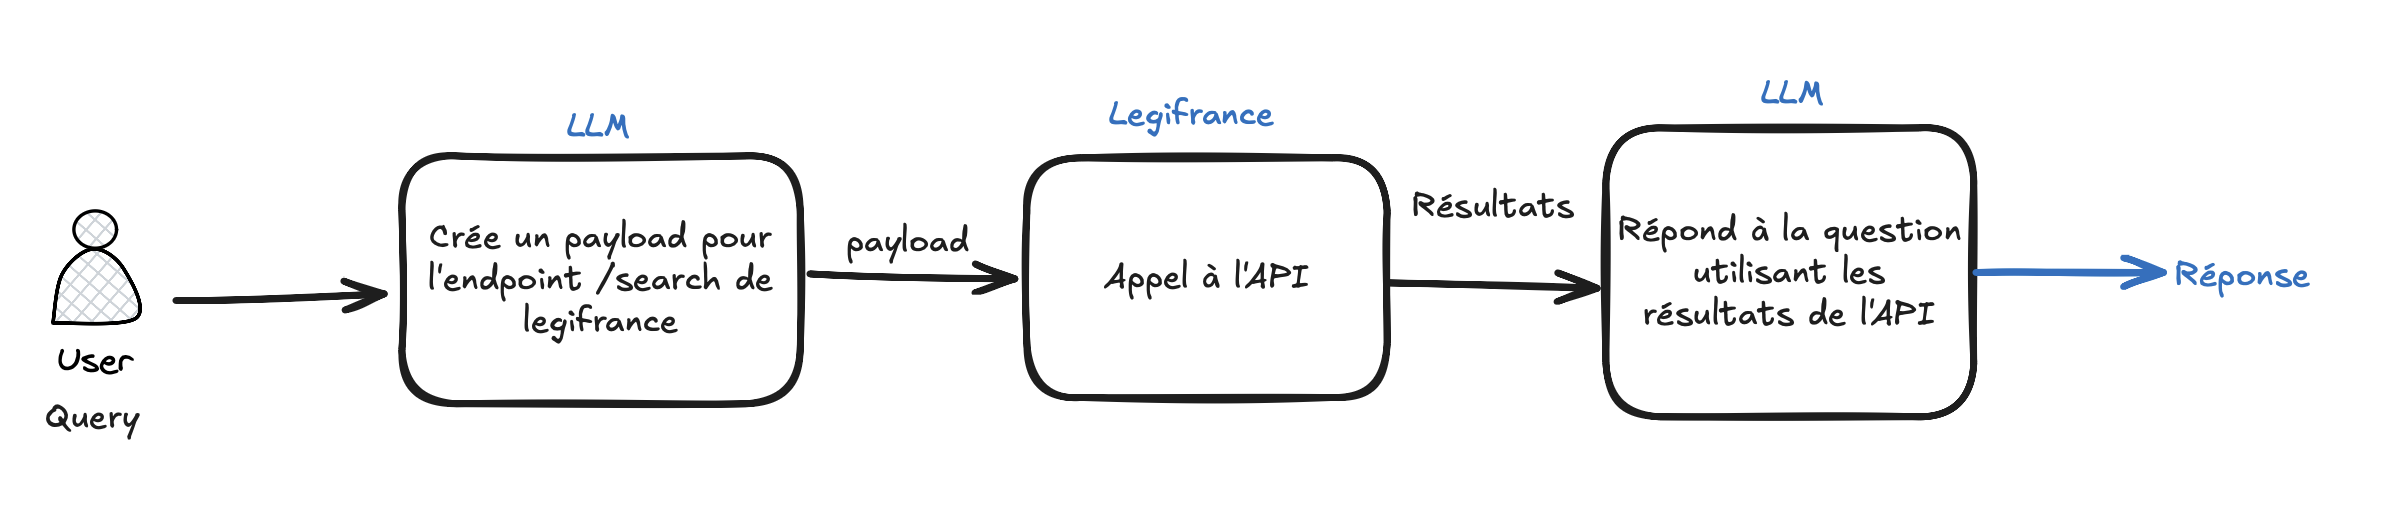 User
Query
LLM
Crée un payload pour
l'endpoint /search de
legifrance
payload
Legifrance
Appel à l'API
Résultats
LLM
Répond à la question
utilisant les
résultats de l'API
Réponse